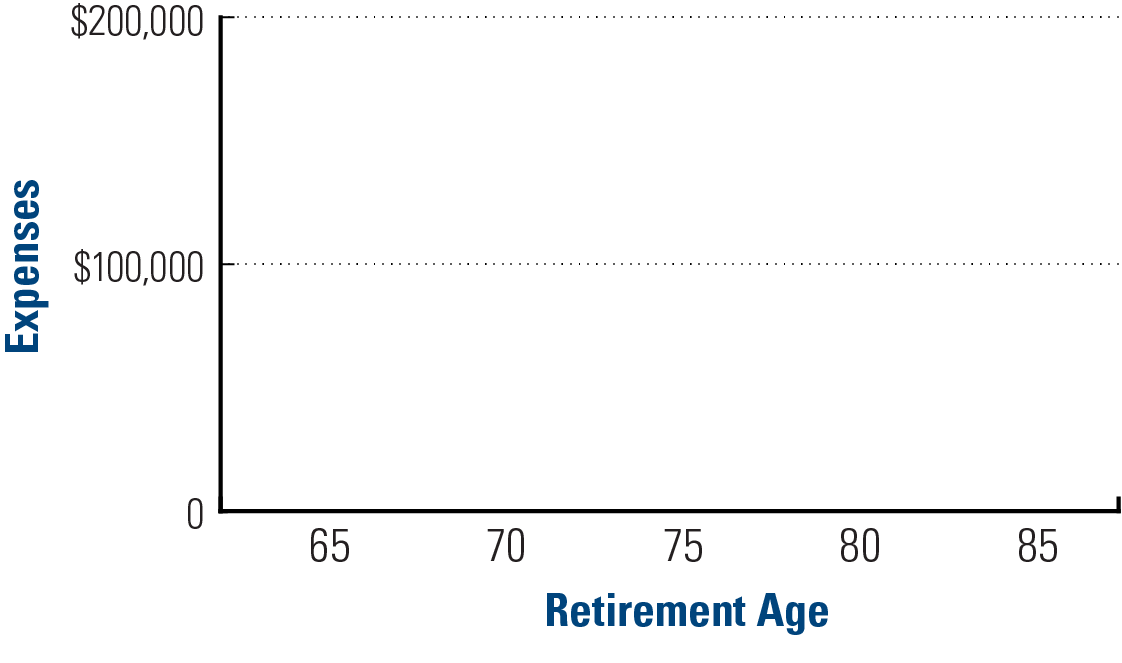 $200,000
$100,000
0
Expenses
65 70 75 80 85
Retirement Age